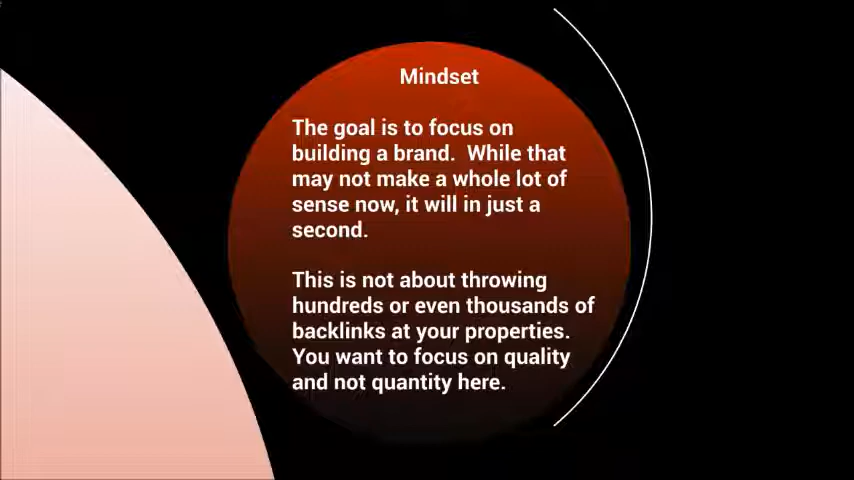 Mindset
The goal is to focus on
building a brand.  While that
may not make a whole lot of
sense now, it will in just a
second.
This is not about throwing
hundreds or even thousands of
backlinks at your properties.
You want to focus on quality
and not quantity here.